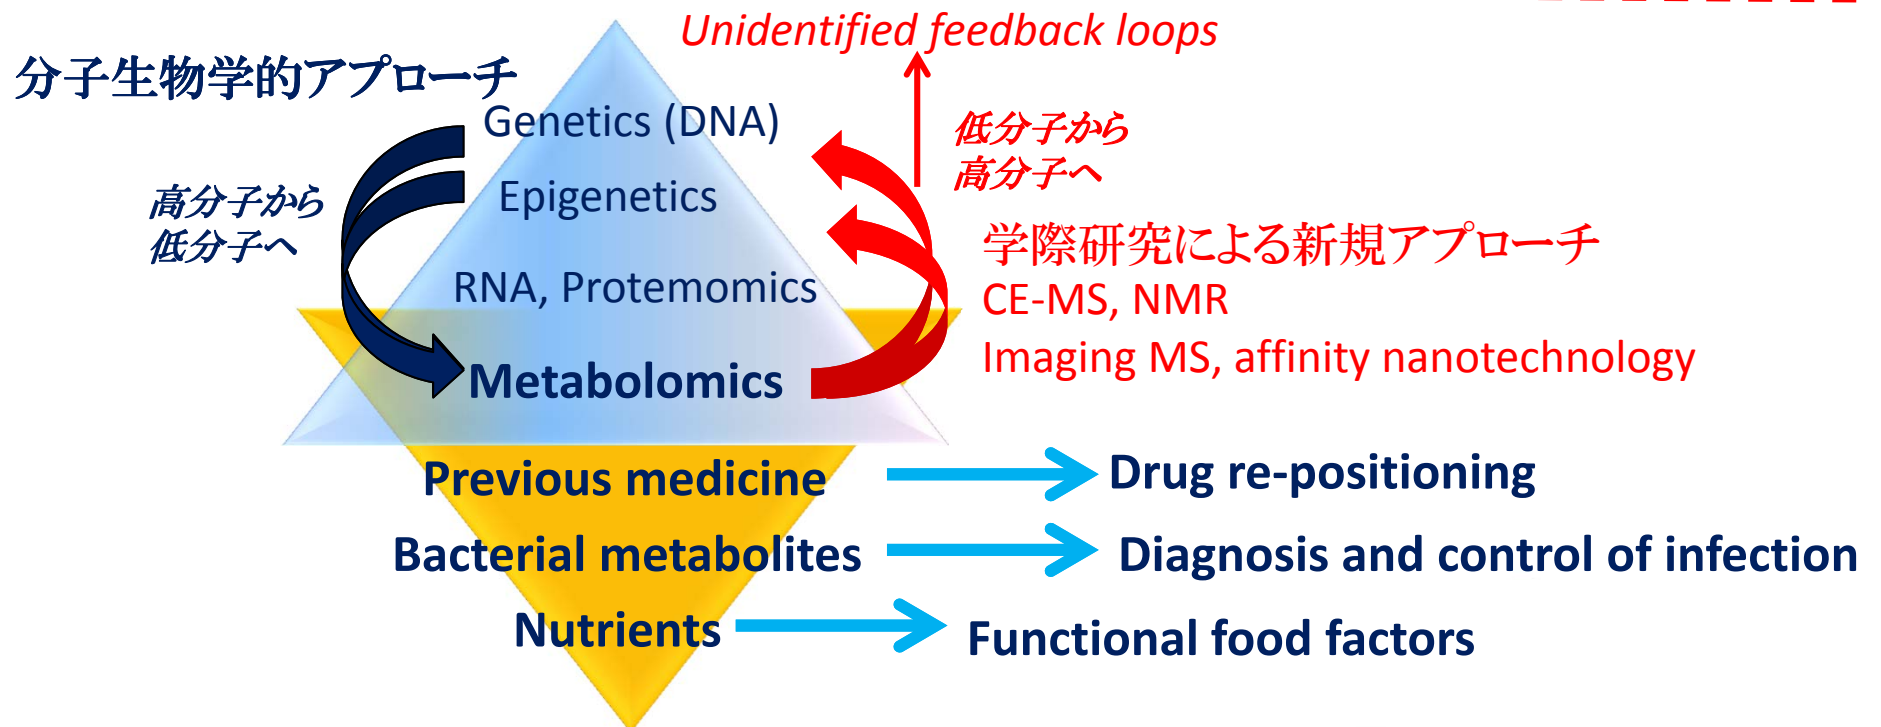 Unidentified feedback loops
分子生物学的アプローチ
Genetics (DNA)
低分子から
高分子へ
高分子から
低分子へ
Epigenetics
学際研究による新規アプローチ
RNA, Protemomics
CE-MS, NMR
Imaging MS, affinity nanotechnology
Metabolomics
Previous medicine
Drug re-positioning
Bacterial metabolites
Diagnosis and control of infection
Nutrients
Functional food factors